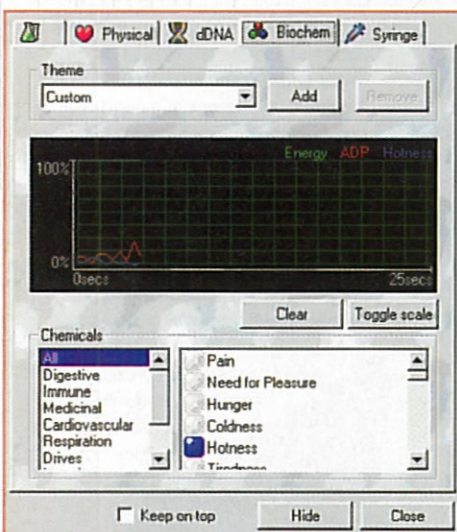 Physical dDNA Biochem Syringe
Theme
Custom Add Remove
Energy ADP Hotness
100%
0%
0secs 25secs
Clear Toggle scale
Chemicals
All
Digestive
Immune
Medicinal
Cardiovascular
Respiration
Drives
Pain
Need for Pleasure
Hunger
Coldness
Hotness
Tiredness
Keep on top Hide Close